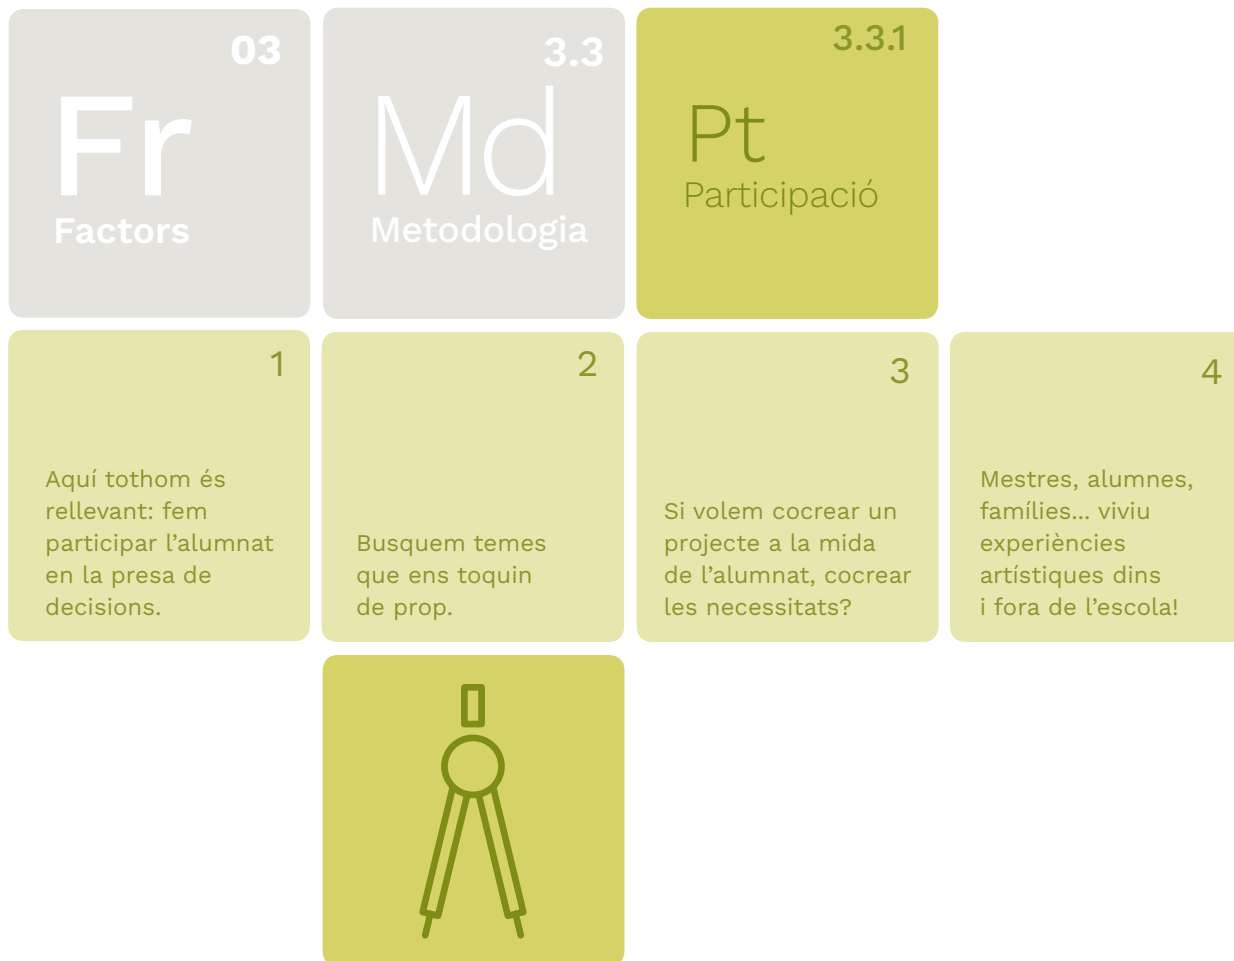 03
Fr
Factors
3.3
Md
Metodologia
3.3.1
Pt
Participació
1
Aquí tothom és
rellevant: fem
participar l’alumnat
en la presa de
decisions.
2
Busquem temes
que ens toquin
de prop.
3
Si volem cocrear un
projecte a la mida
de l’alumnat, cocrear
les necessitats?
4
Mestres, alumnes,
famílies... viviu
experiències
artístiques dins
i fora de l’escola!